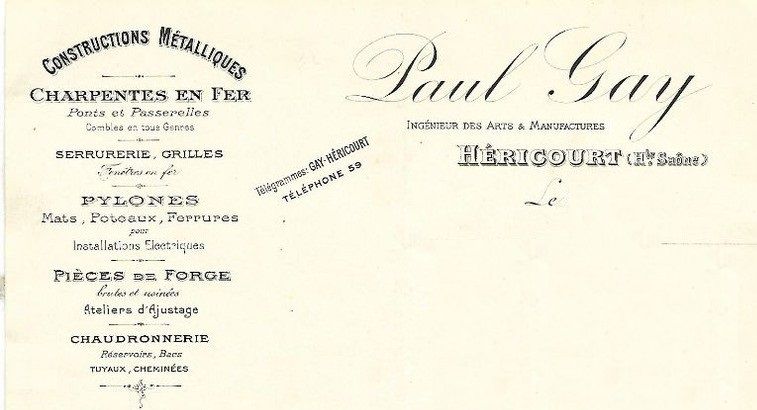 CONSTRUCTIONS MÉTALLIQUES
CHARPENTES EN FER
Ponts et Passerelles
Combles en tous Genres
SERRURERIE, GRILLES
Fenêtres en fer
PYLONES
Mats, Poteaux, Ferrures
pour
Installations Electriques
PIÈCES DE FORGE
brutes et usinées
Ateliers d'Ajustage
CHAUDRONNERIE
Réservoirs, Bacs
TUYAUX, CHEMINÉES
Télégrammes: GAY-HÉRICOURT
TÉLÉPHONE 59
Paul Gay
INGÉNIEUR DES ARTS & MANUFACTURES
HÉRICOURT (Hte Saône)
Le